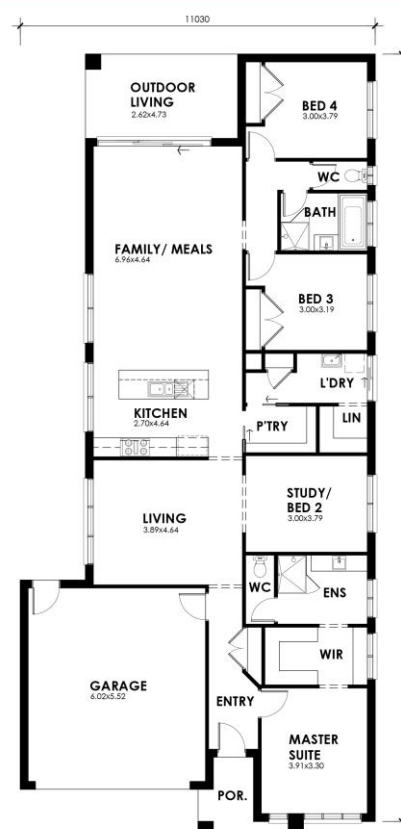 11030
OUTDOOR
LIVING
2.62x4.73
BED 4
3.00x3.79
WC
BATH
FAMILY/ MEALS
6.96x4.64
BED 3
3.00x3.19
L'DRY
KITCHEN
2.70x4.64
P'TRY
LIN
LIVING
3.89x4.64
STUDY/
BED 2
3.00x3.79
WC
ENS
WIR
GARAGE
6.02x5.52
ENTRY
MASTER
SUITE
3.91x3.30
POR.